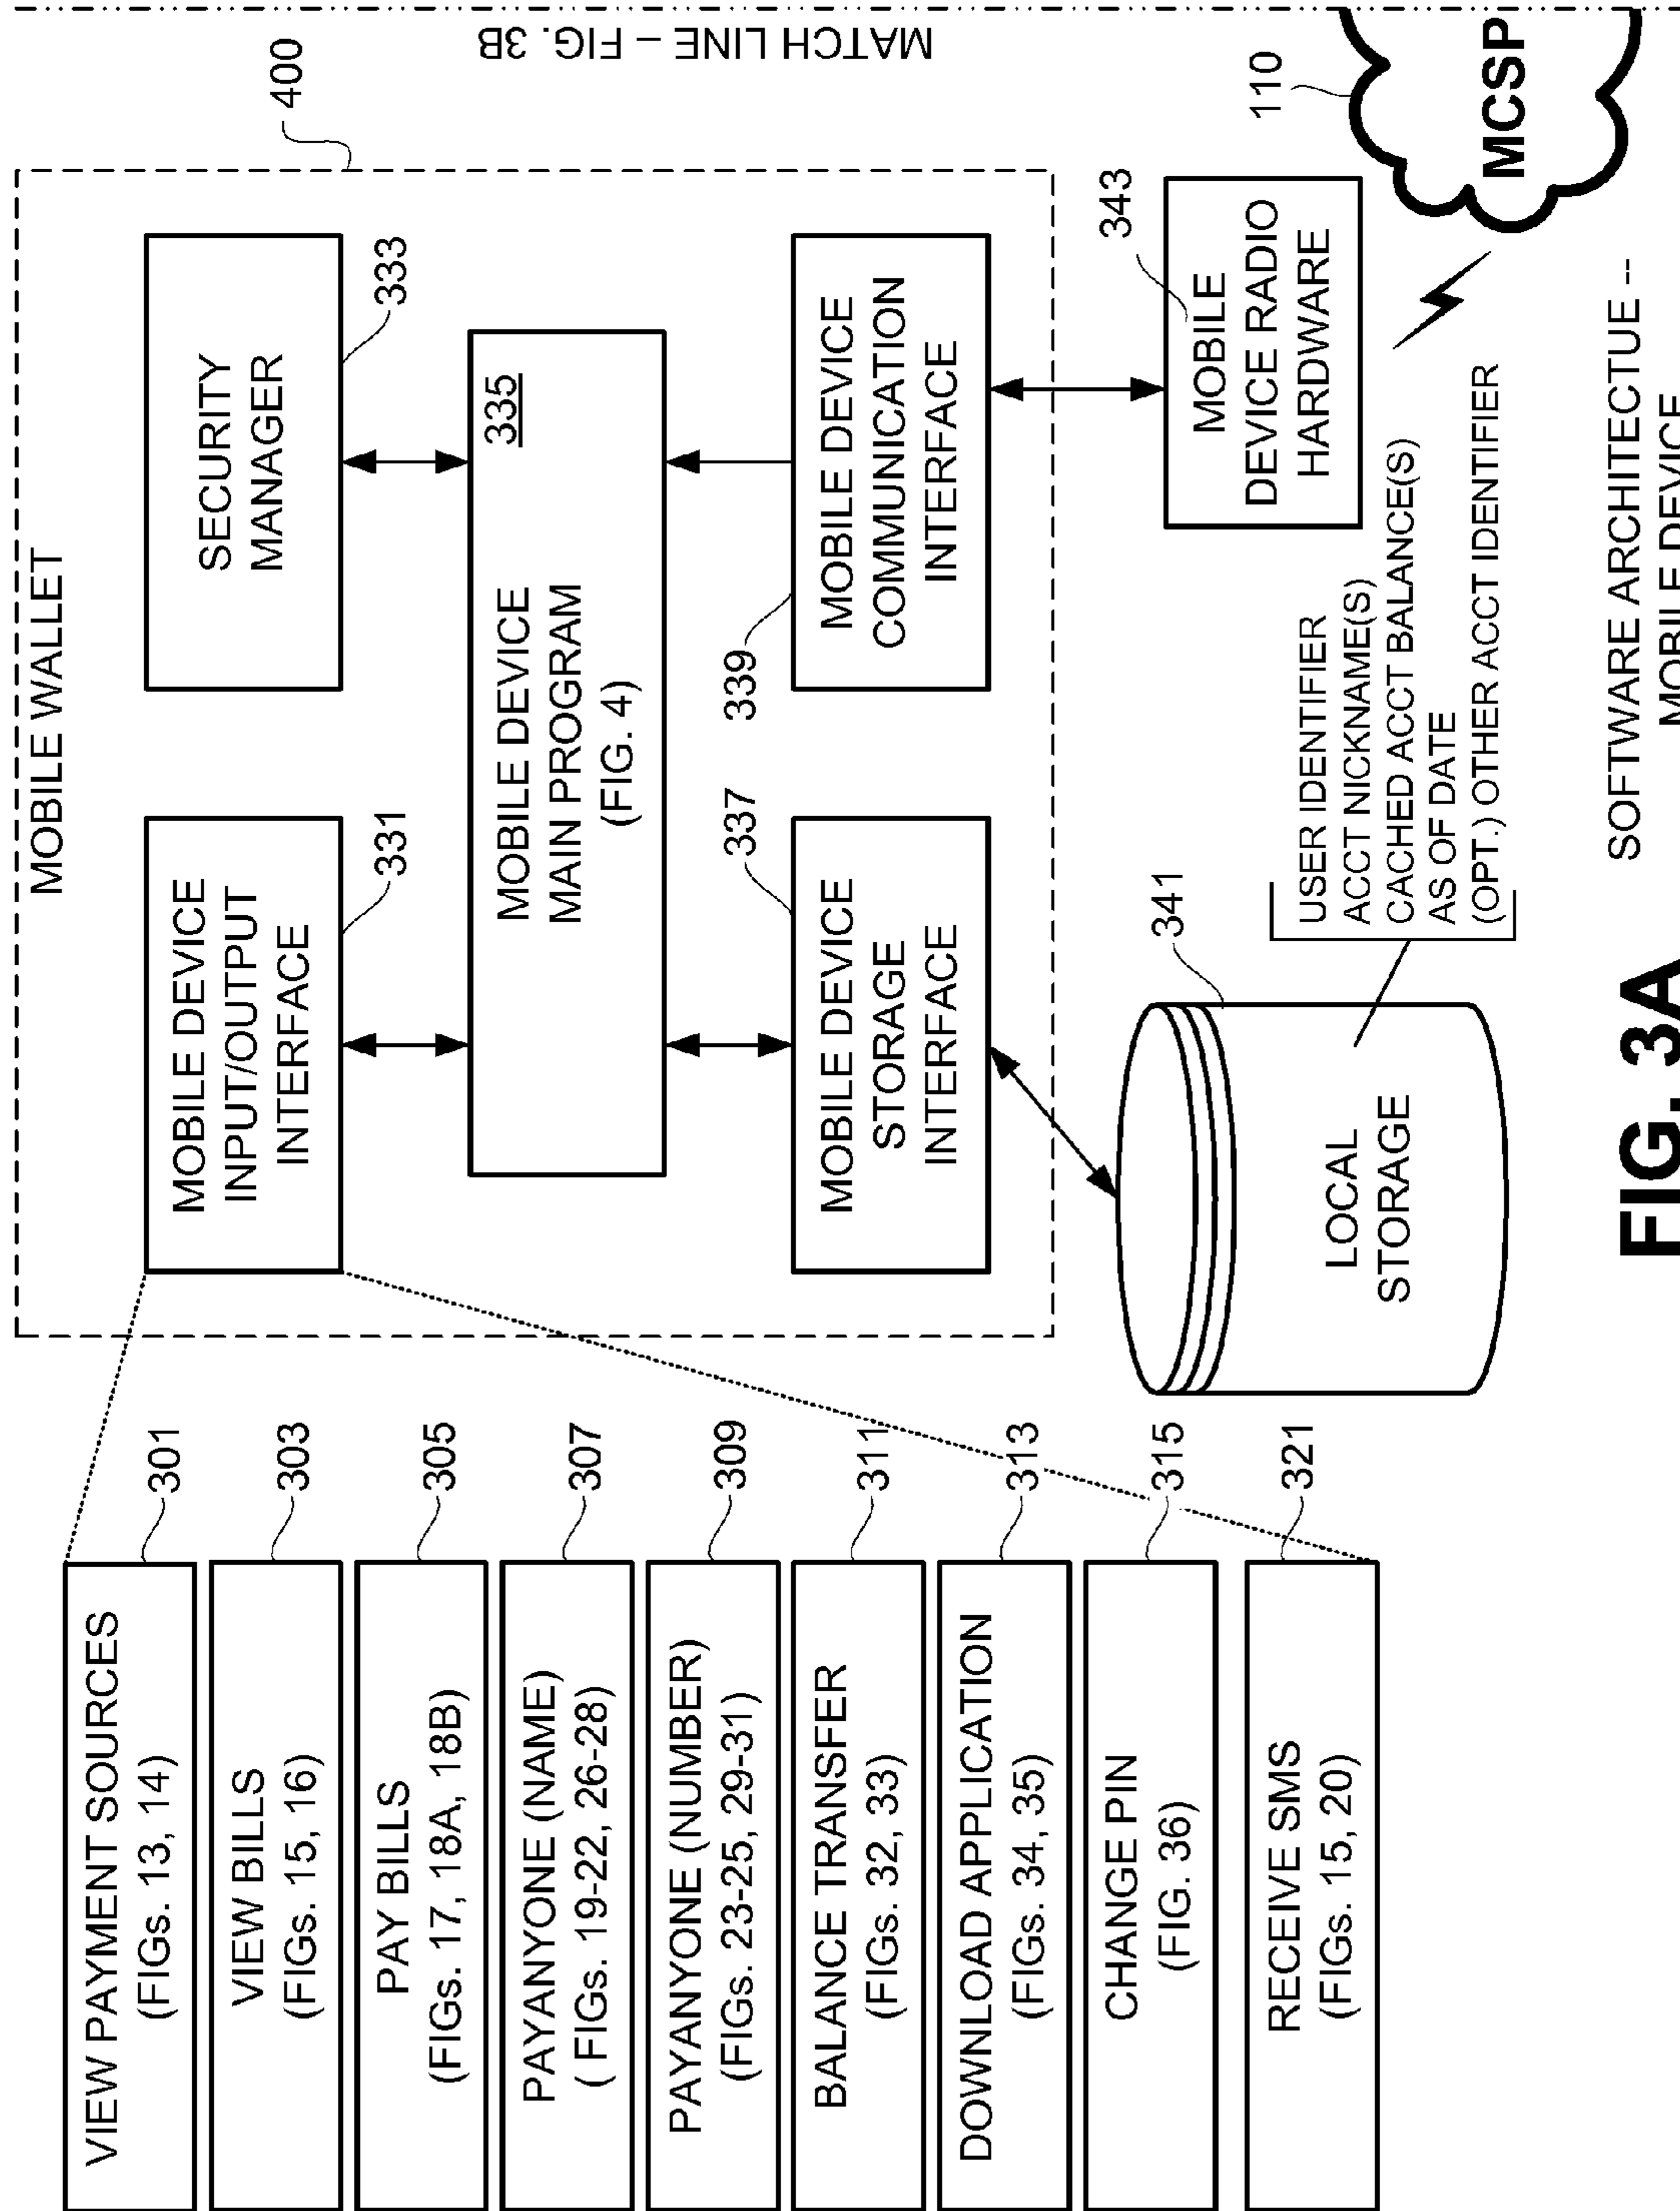 VIEW PAYMENT SOURCES
(FIGs. 13, 14)
301
VIEW BILLS
(FIGs. 15, 16)
303
PAY BILLS
(FIGs. 17, 18A, 18B)
305
PAYANYONE (NAME)
( FIGs. 19-22, 26-28)
307
PAYANYONE (NUMBER)
(FIGs. 23-25, 29-31)
309
BALANCE TRANSFER
(FIGs. 32, 33)
311
DOWNLOAD APPLICATION
(FIGs. 34, 35)
313
CHANGE PIN
(FIG. 36)
315
RECEIVE SMS
(FIGs. 15, 20)
321
MOBILE WALLET
400
MOBILE DEVICE
INPUT/OUTPUT
INTERFACE
331
SECURITY
MANAGER
333
335
MOBILE DEVICE
MAIN PROGRAM
(FIG. 4)
337
MOBILE DEVICE
STORAGE
INTERFACE
339
MOBILE DEVICE
COMMUNICATION
INTERFACE
341
LOCAL
STORAGE
USER IDENTIFIER
ACCT NICKNAME(S)
CACHED ACCT BALANCE(S)
AS OF DATE
(OPT.) OTHER ACCT IDENTIFIER
343
MOBILE
DEVICE RADIO
HARDWARE
110
MCSP
MATCH LINE – FIG. 3B
FIG. 3A
SOFTWARE ARCHITECTUE --
MOBILE DEVICE